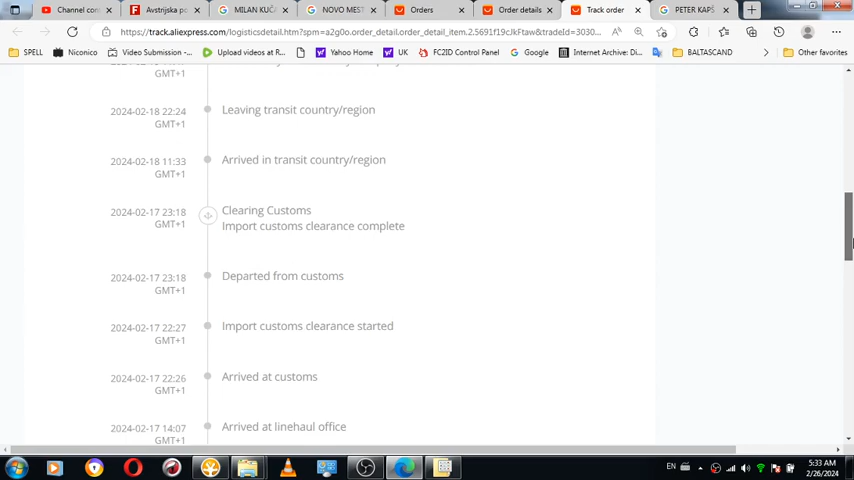 Channel con
Avstrijska po
MILAN KUČA
NOVO MEST
Orders
Order details
Track order
PETER KAPŠ
https://track.aliexpress.com/logisticsdetail.htm?spm=a2g0o.order_detail.order_detail_item.2.5691f19cJkFtaw&tradeId=3030...
SPELL
Niconico
Video Submission -...
Upload videos at R...
Yahoo Home
UK
FC2ID Control Panel
Google
Internet Archive: Di...
BALTASCAND
Other favorites
GMT+1
2024-02-18 22:24
GMT+1
Leaving transit country/region
2024-02-18 11:33
GMT+1
Arrived in transit country/region
2024-02-17 23:18
GMT+1
Clearing Customs
Import customs clearance complete
2024-02-17 23:18
GMT+1
Departed from customs
2024-02-17 22:27
GMT+1
Import customs clearance started
2024-02-17 22:26
GMT+1
Arrived at customs
2024-02-17 14:07
GMT+1
Arrived at linehaul office
EN
5:33 AM
2/26/2024